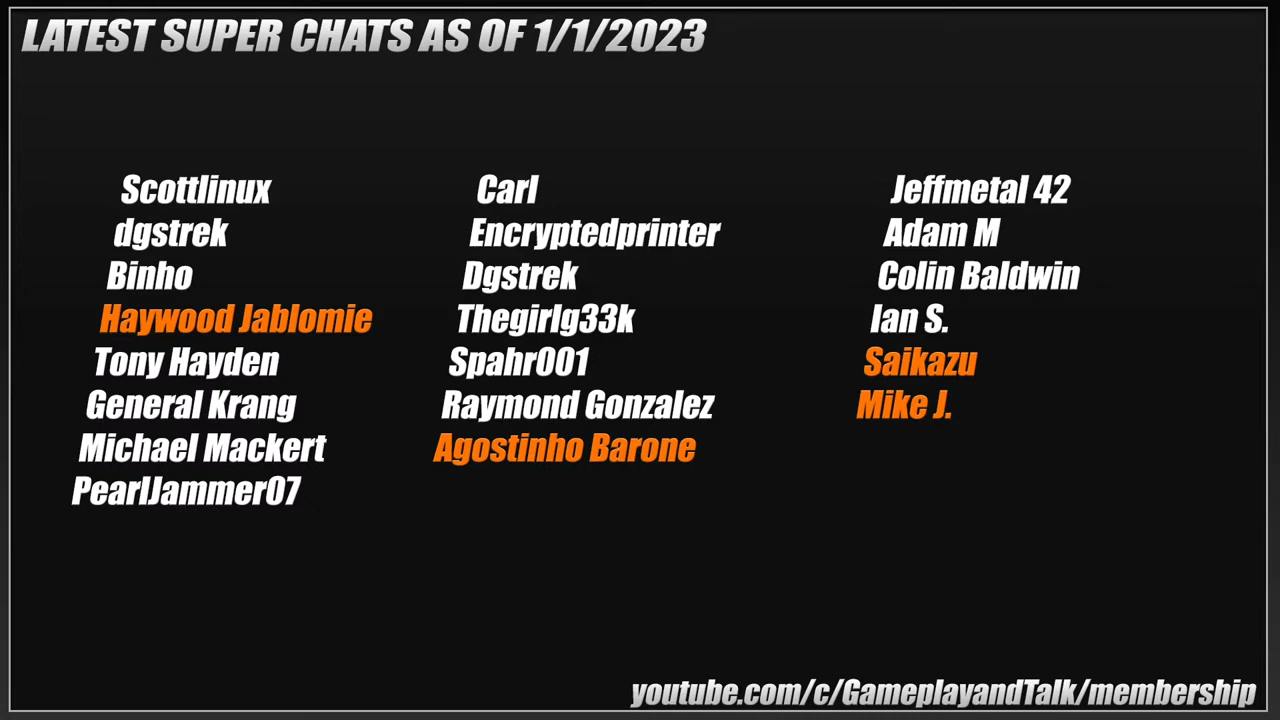 LATEST SUPER CHATS AS OF 1/1/2023
Scottlinux
dgstrek
Binho
Haywood Jablomie
Tony Hayden
General Krang
Michael Mackert
PearlJammer07
Carl
Encryptedprinter
Dgstrek
Thegirlg33k
Spahr001
Raymond Gonzalez
Agostinho Barone
Jeffmetal 42
Adam M
Colin Baldwin
Ian S.
Saikazu
Mike J.
youtube.com/c/GameplayandTalk/membership